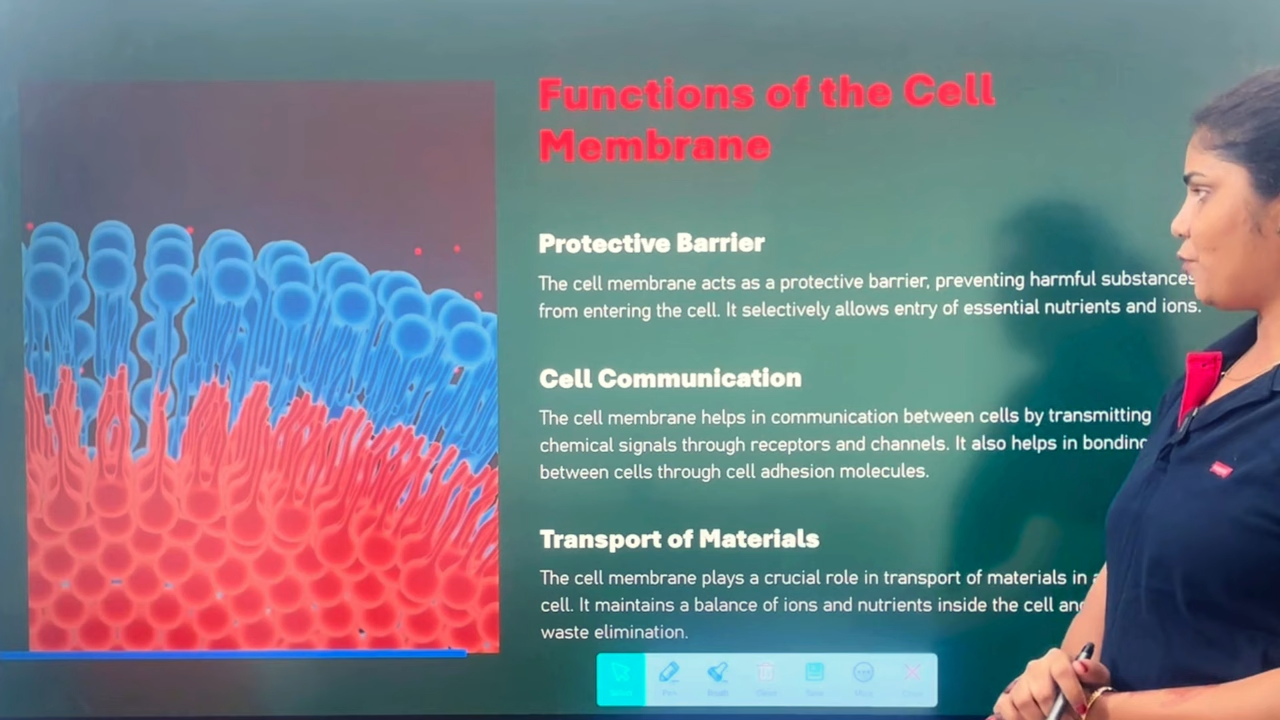 Functions of the Cell
Membrane
Protective Barrier
The cell membrane acts as a protective barrier, preventing harmful substances
from entering the cell. It selectively allows entry of essential nutrients and ions.
Cell Communication
The cell membrane helps in communication between cells by transmitting
chemical signals through receptors and channels. It also helps in bonding
between cells through cell adhesion molecules.
Transport of Materials
The cell membrane plays a crucial role in transport of materials in
cell. It maintains a balance of ions and nutrients inside the cell and
waste elimination.